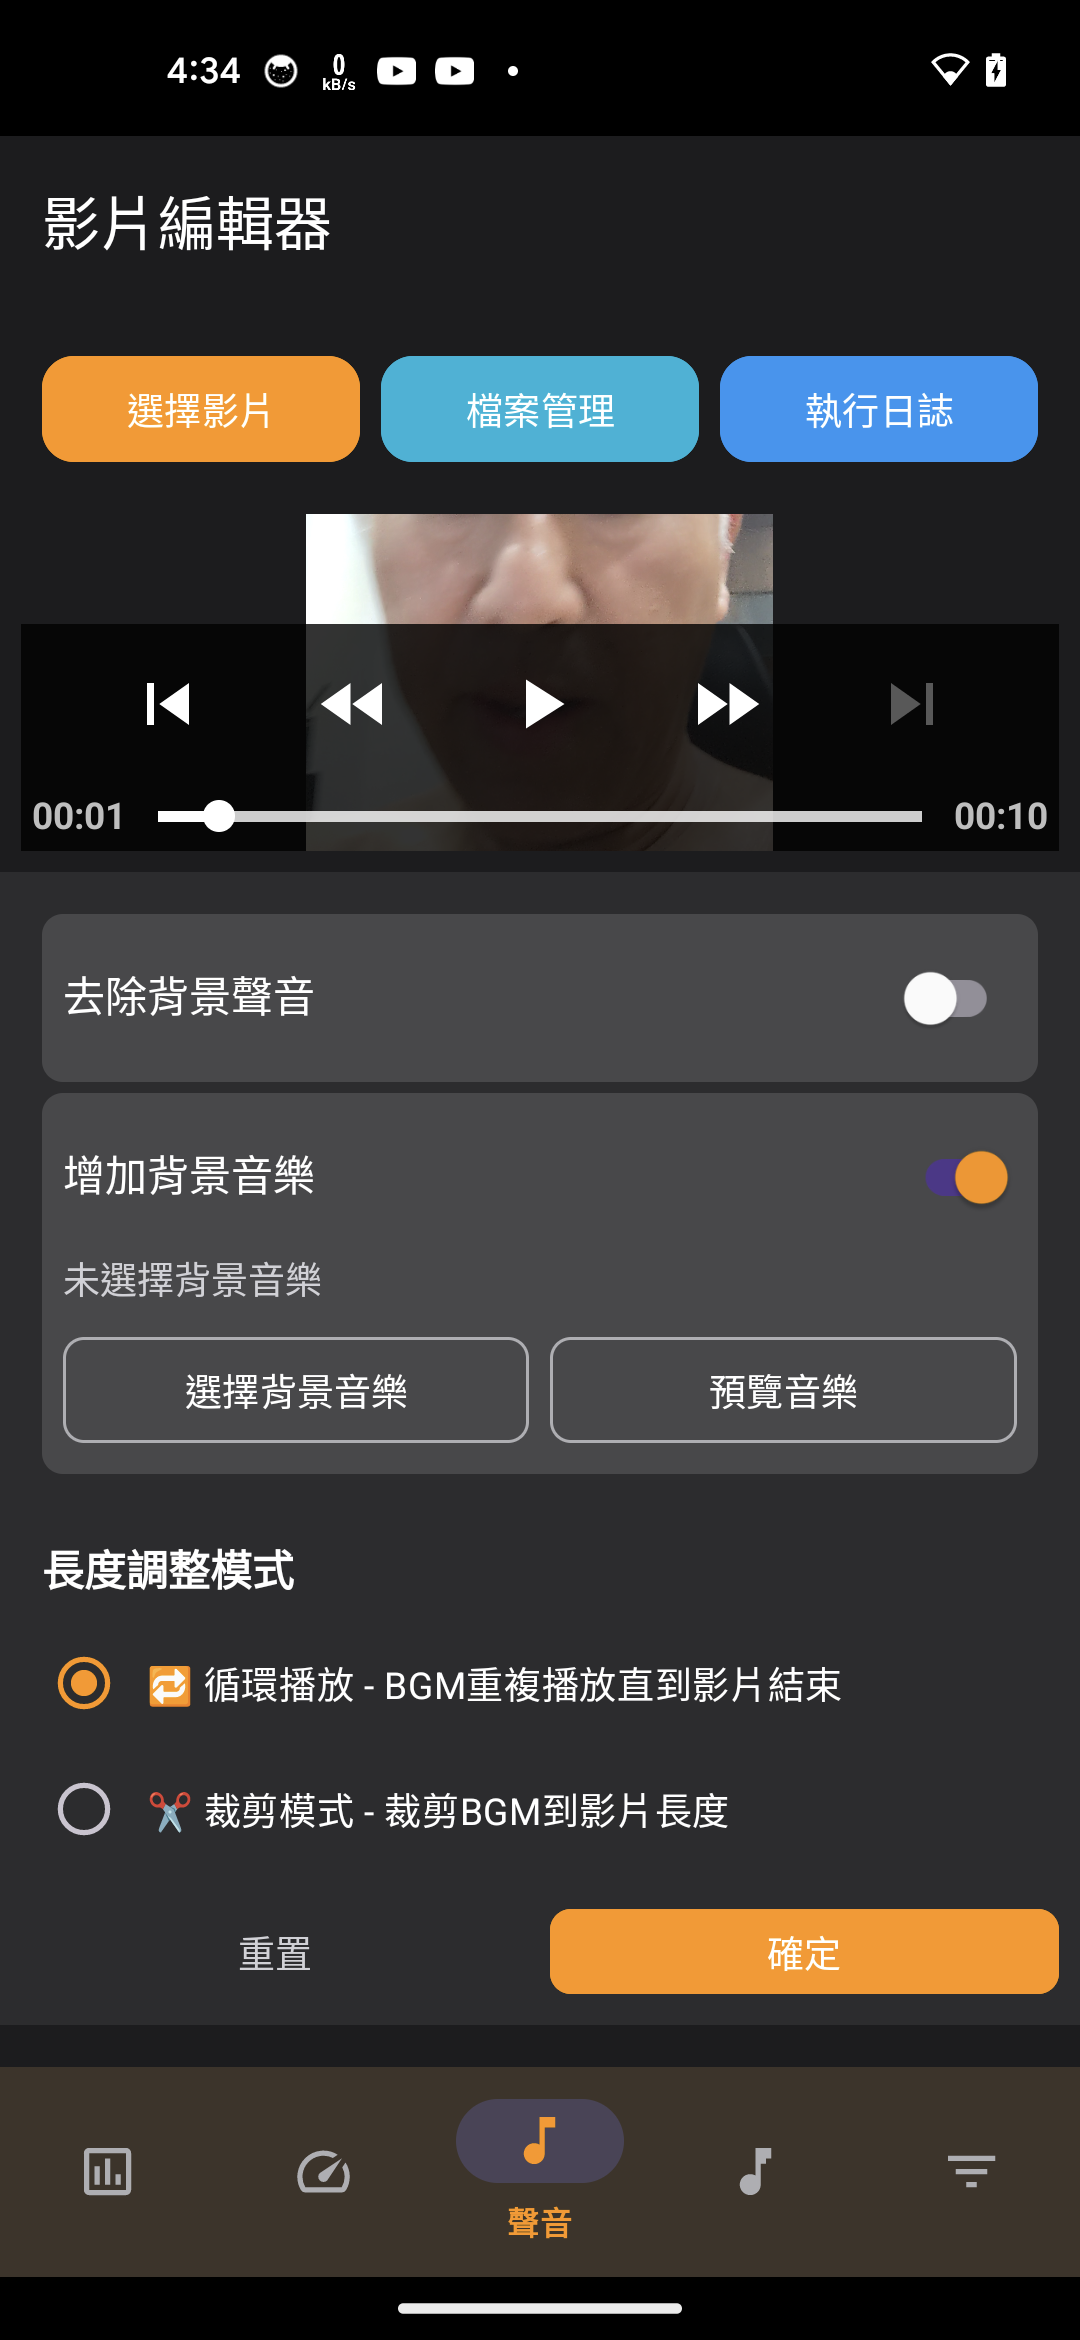 4:34
0
kB/s
影片編輯器
選擇影片
檔案管理
執行日誌
00:01
00:10
去除背景聲音
增加背景音樂
未選擇背景音樂
選擇背景音樂
預覽音樂
長度調整模式
🔁 循環播放 - BGM重複播放直到影片結束
✂️ 裁剪模式 - 裁剪BGM到影片長度
重置
確定
聲音